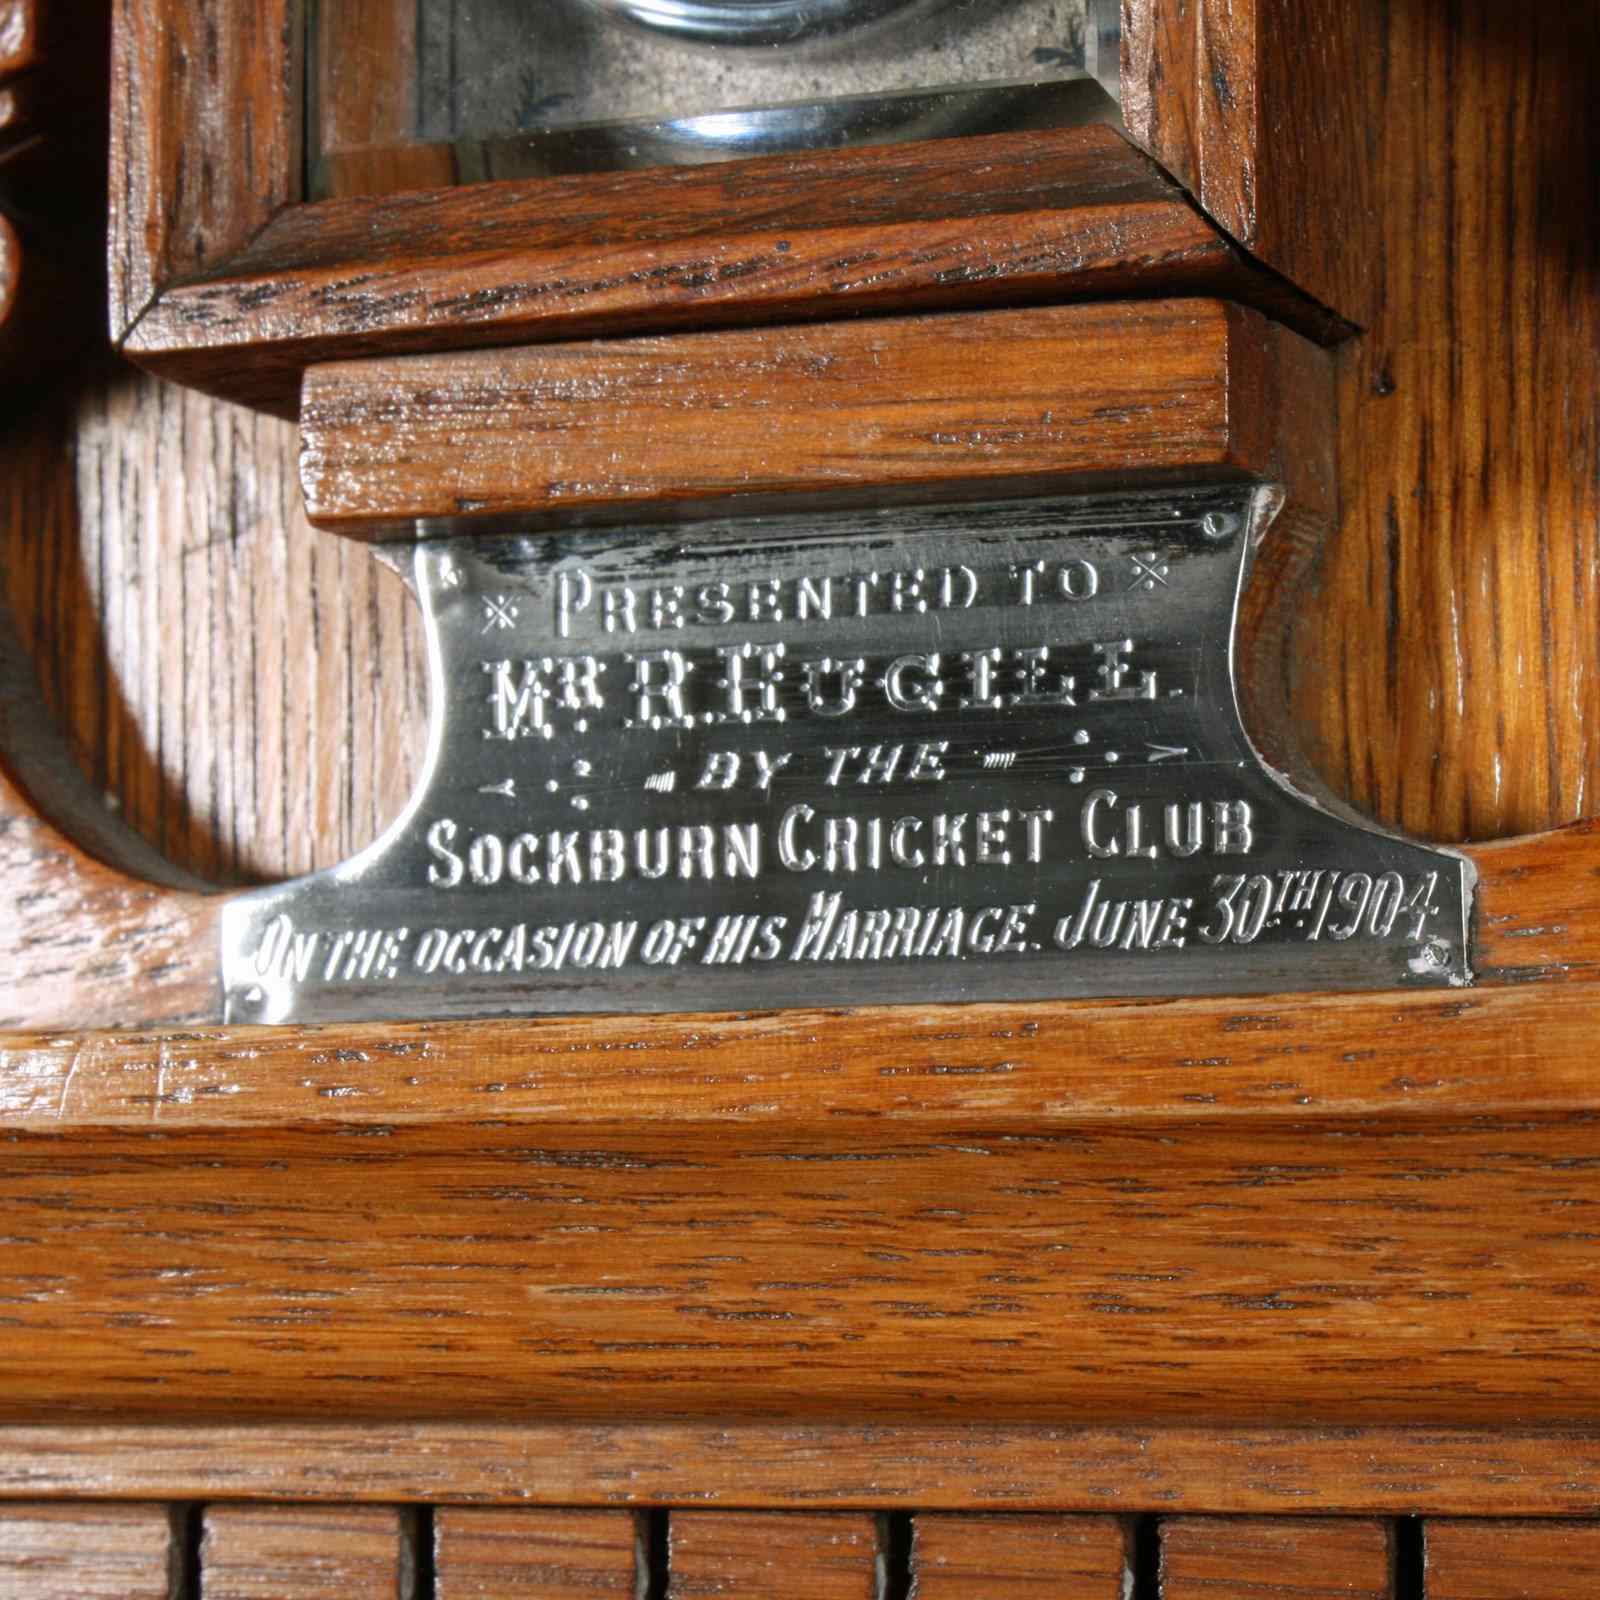 ※ PRESENTED TO ※
MR. R. HUGILL.
BY THE
SOCKBURN CRICKET CLUB
ON THE OCCASION OF HIS MARRIAGE. JUNE 30TH 1904